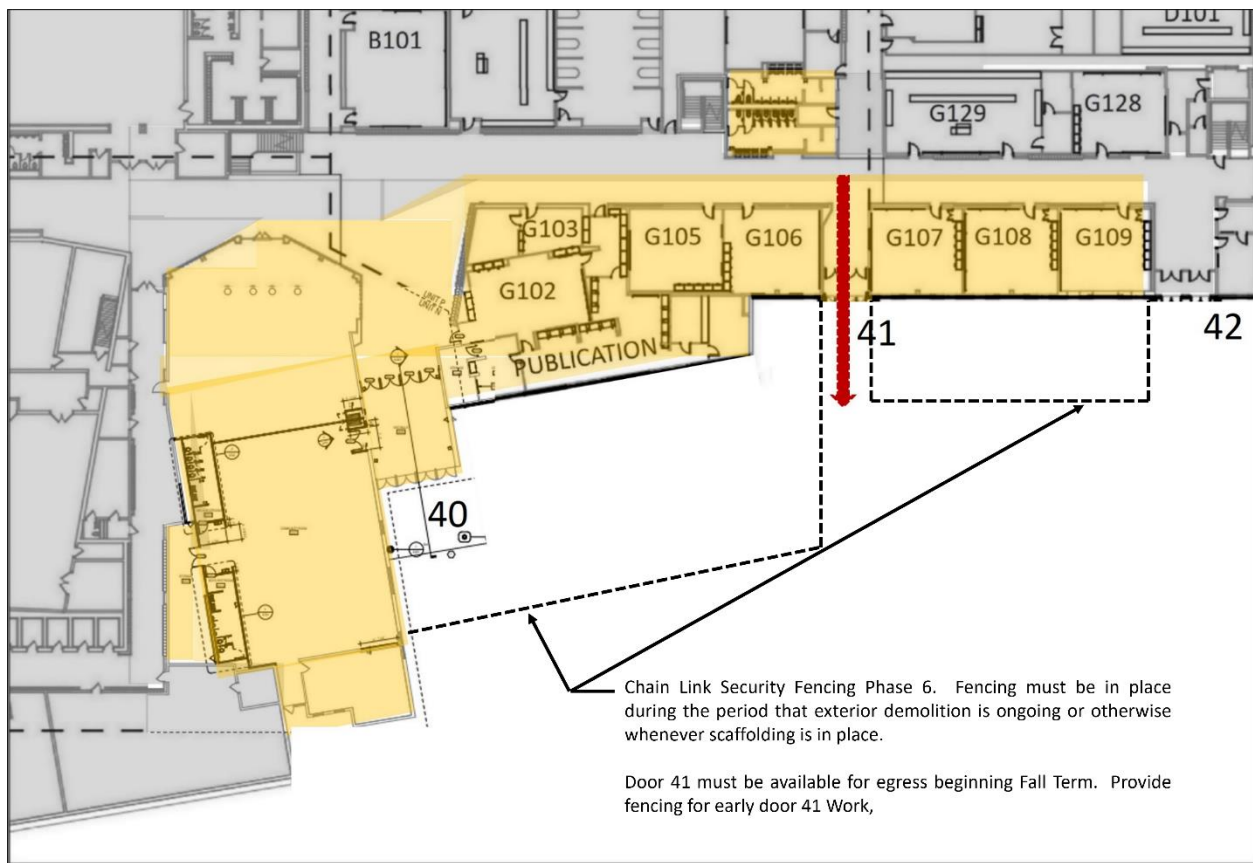 B101
D101
G129
G128
G103
G105
G106
G107
G108
G109
G102
UNIT P
PUBLICATION
41
42
40
Chain Link Security Fencing Phase 6. Fencing must be in place
during the period that exterior demolition is ongoing or otherwise
whenever scaffolding is in place.
Door 41 must be available for egress beginning Fall Term. Provide
fencing for early door 41 Work,